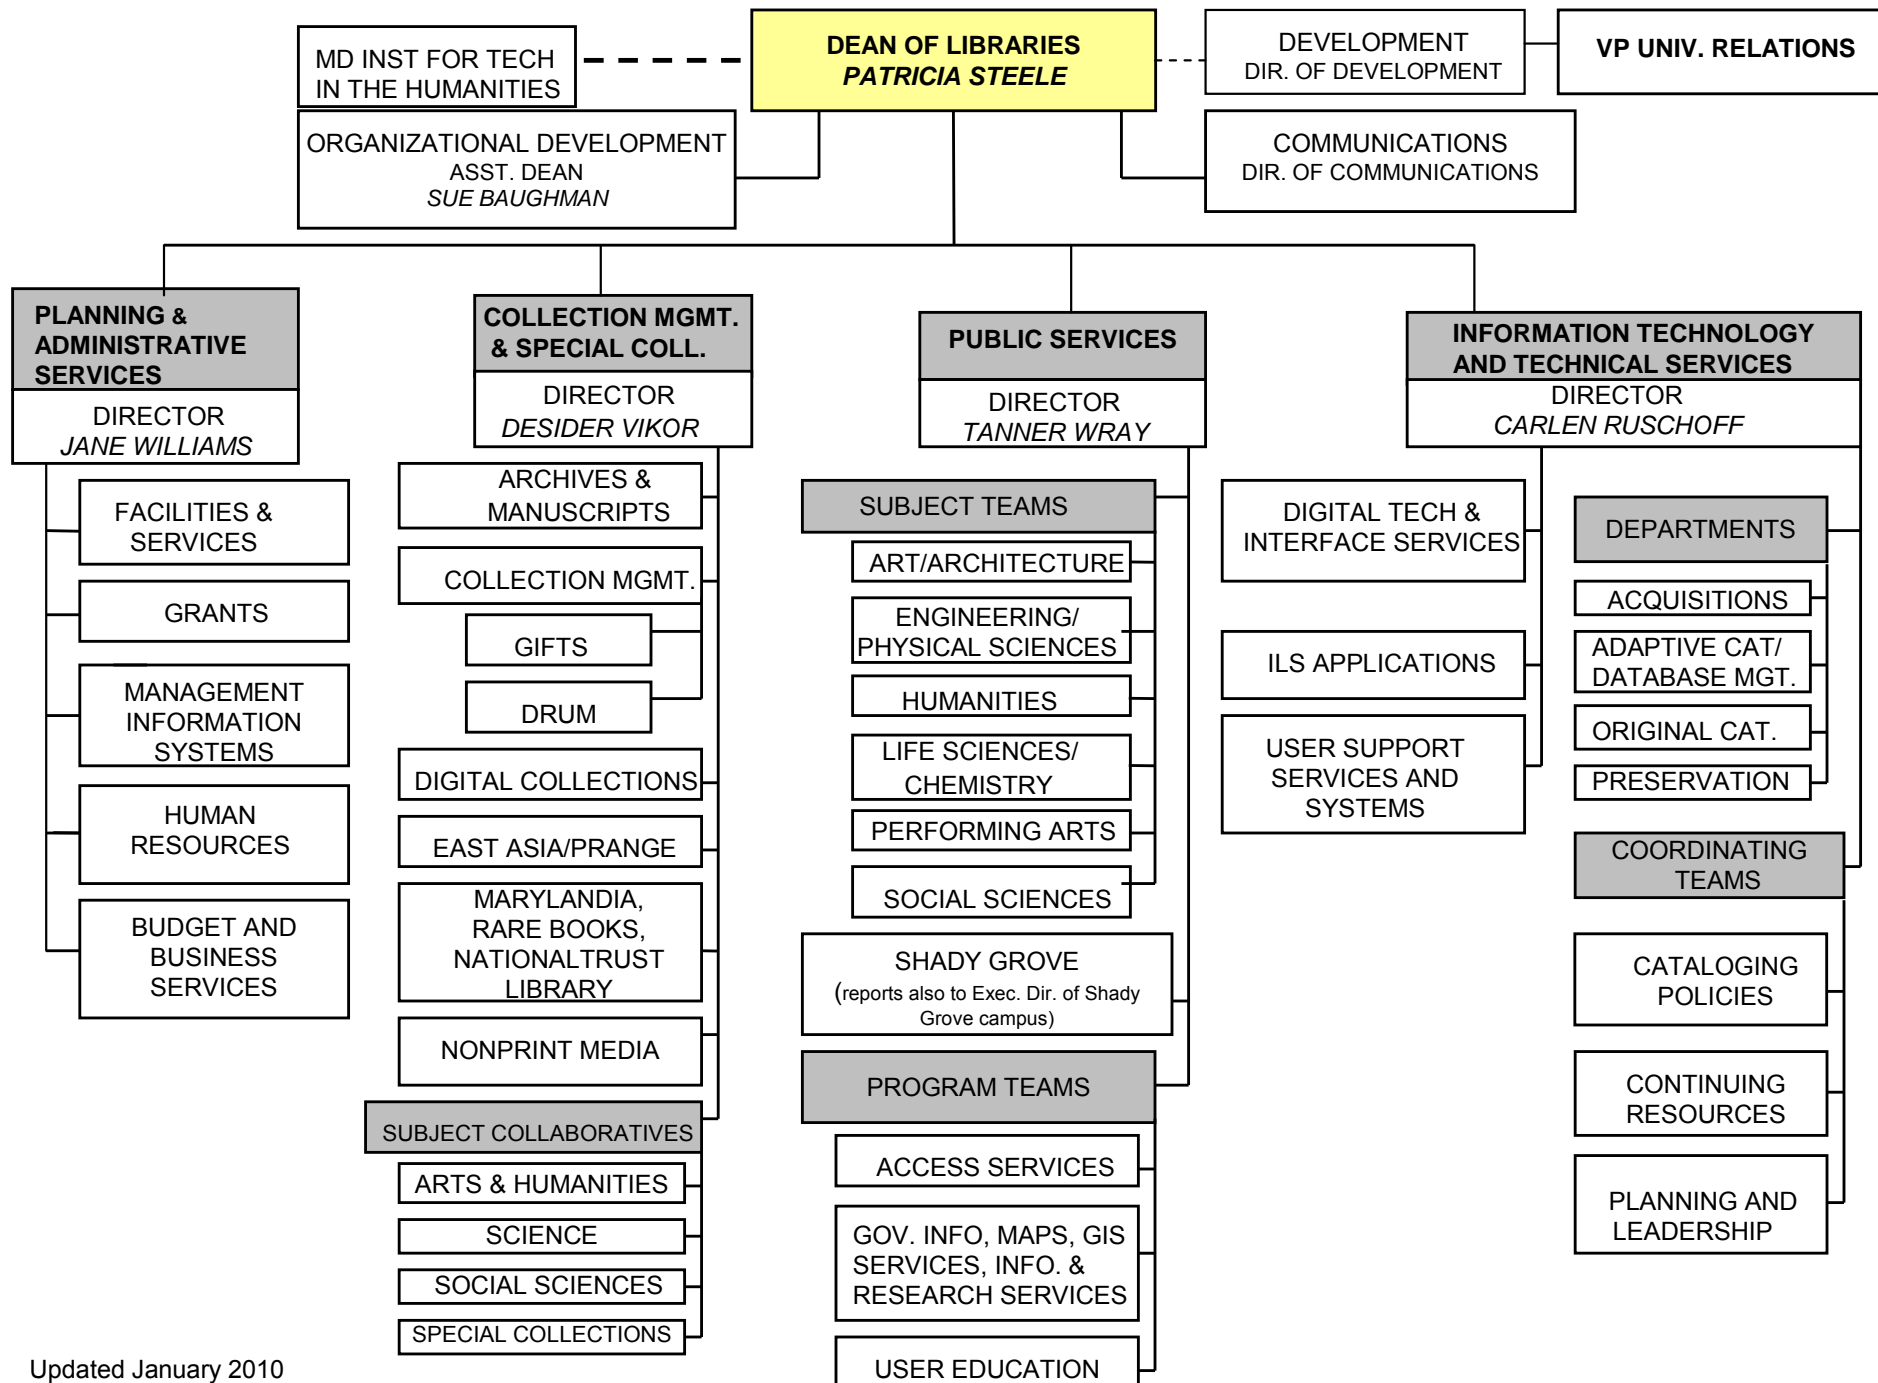 MD INST FOR TECH
IN THE HUMANITIES
DEAN OF LIBRARIES
PATRICIA STEELE
DEVELOPMENT
DIR. OF DEVELOPMENT
VP UNIV. RELATIONS
ORGANIZATIONAL DEVELOPMENT
ASST. DEAN
SUE BAUGHMAN
COMMUNICATIONS
DIR. OF COMMUNICATIONS
PLANNING &
ADMINISTRATIVE
SERVICES
DIRECTOR
JANE WILLIAMS
FACILITIES &
SERVICES
GRANTS
MANAGEMENT
INFORMATION
SYSTEMS
HUMAN
RESOURCES
BUDGET AND
BUSINESS
SERVICES
COLLECTION MGMT.
& SPECIAL COLL.
DIRECTOR
DESIDER VIKOR
ARCHIVES &
MANUSCRIPTS
COLLECTION MGMT.
GIFTS
DRUM
DIGITAL COLLECTIONS
EAST ASIA/PRANGE
MARYLANDIA,
RARE BOOKS,
NATIONALTRUST
LIBRARY
NONPRINT MEDIA
SUBJECT COLLABORATIVES
ARTS & HUMANITIES
SCIENCE
SOCIAL SCIENCES
SPECIAL COLLECTIONS
PUBLIC SERVICES
DIRECTOR
TANNER WRAY
SUBJECT TEAMS
ART/ARCHITECTURE
ENGINEERING/
PHYSICAL SCIENCES
HUMANITIES
LIFE SCIENCES/
CHEMISTRY
PERFORMING ARTS
SOCIAL SCIENCES
SHADY GROVE
(reports also to Exec. Dir. of Shady
Grove campus)
PROGRAM TEAMS
ACCESS SERVICES
GOV. INFO, MAPS, GIS
SERVICES, INFO. &
RESEARCH SERVICES
USER EDUCATION
INFORMATION TECHNOLOGY
AND TECHNICAL SERVICES
DIRECTOR
CARLEN RUSCHOFF
DIGITAL TECH &
INTERFACE SERVICES
ILS APPLICATIONS
USER SUPPORT
SERVICES AND
SYSTEMS
DEPARTMENTS
ACQUISITIONS
ADAPTIVE CAT/
DATABASE MGT.
ORIGINAL CAT.
PRESERVATION
COORDINATING
TEAMS
CATALOGING
POLICIES
CONTINUING
RESOURCES
PLANNING AND
LEADERSHIP
Updated January 2010